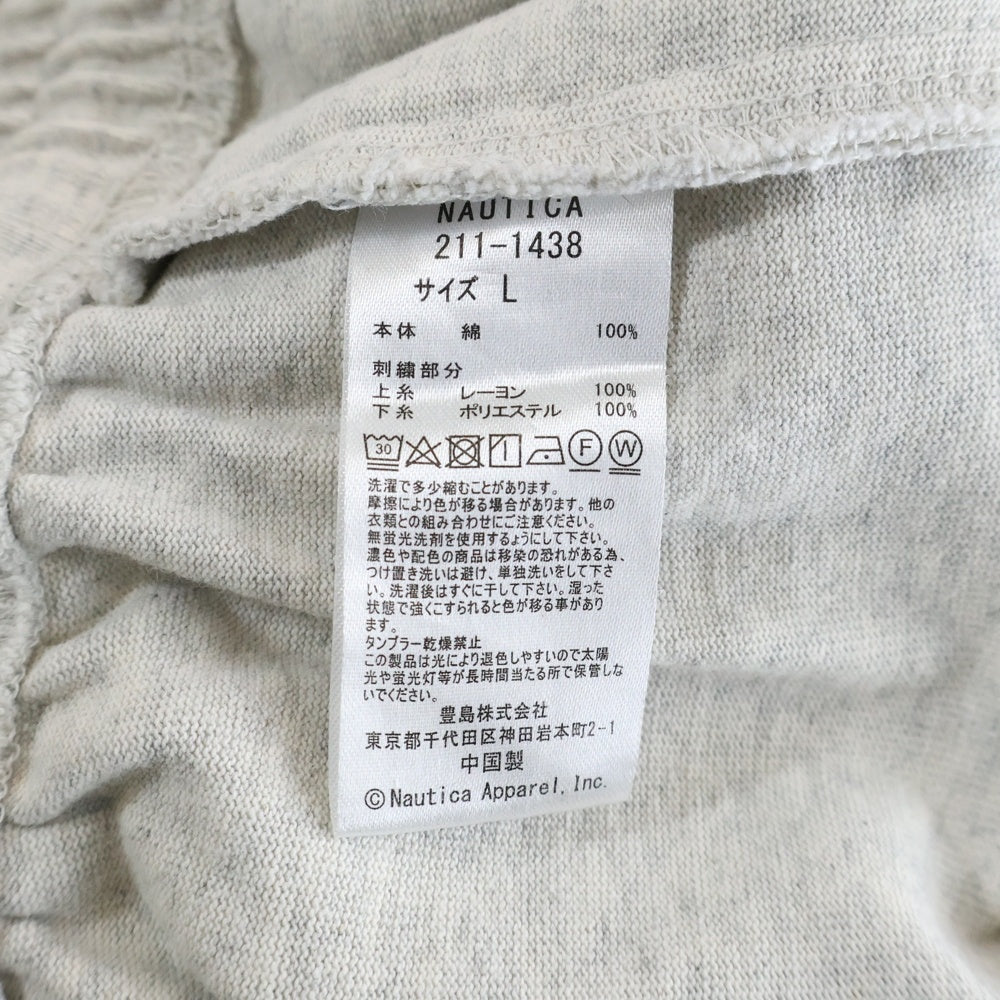 NAUTICA
211-1438
サイズ L
本体 綿 100%
刺繍部分
上糸 レーヨン 100%
下糸 ポリエステル 100%
30 F W
洗濯で多少縮むことがあります。
摩擦により色が移る場合があります。他の
衣類との組み合わせにご注意ください。
無蛍光洗剤を使用するようにして下さい。
濃色や配色の商品は移染の恐れがある為、
つけ置き洗いは避け、単独洗いをして下さ
い。洗濯後はすぐに干して下さい。湿った
状態で強くこすられると色が移る事があり
ます。
タンブラー乾燥禁止
この製品は光により退色しやすいので太陽
光や蛍光灯等が長時間当たる所で保管しな
いでください。
豊島株式会社
東京都千代田区神田岩本町2-1
中国製
©Nautica Apparel, Inc.